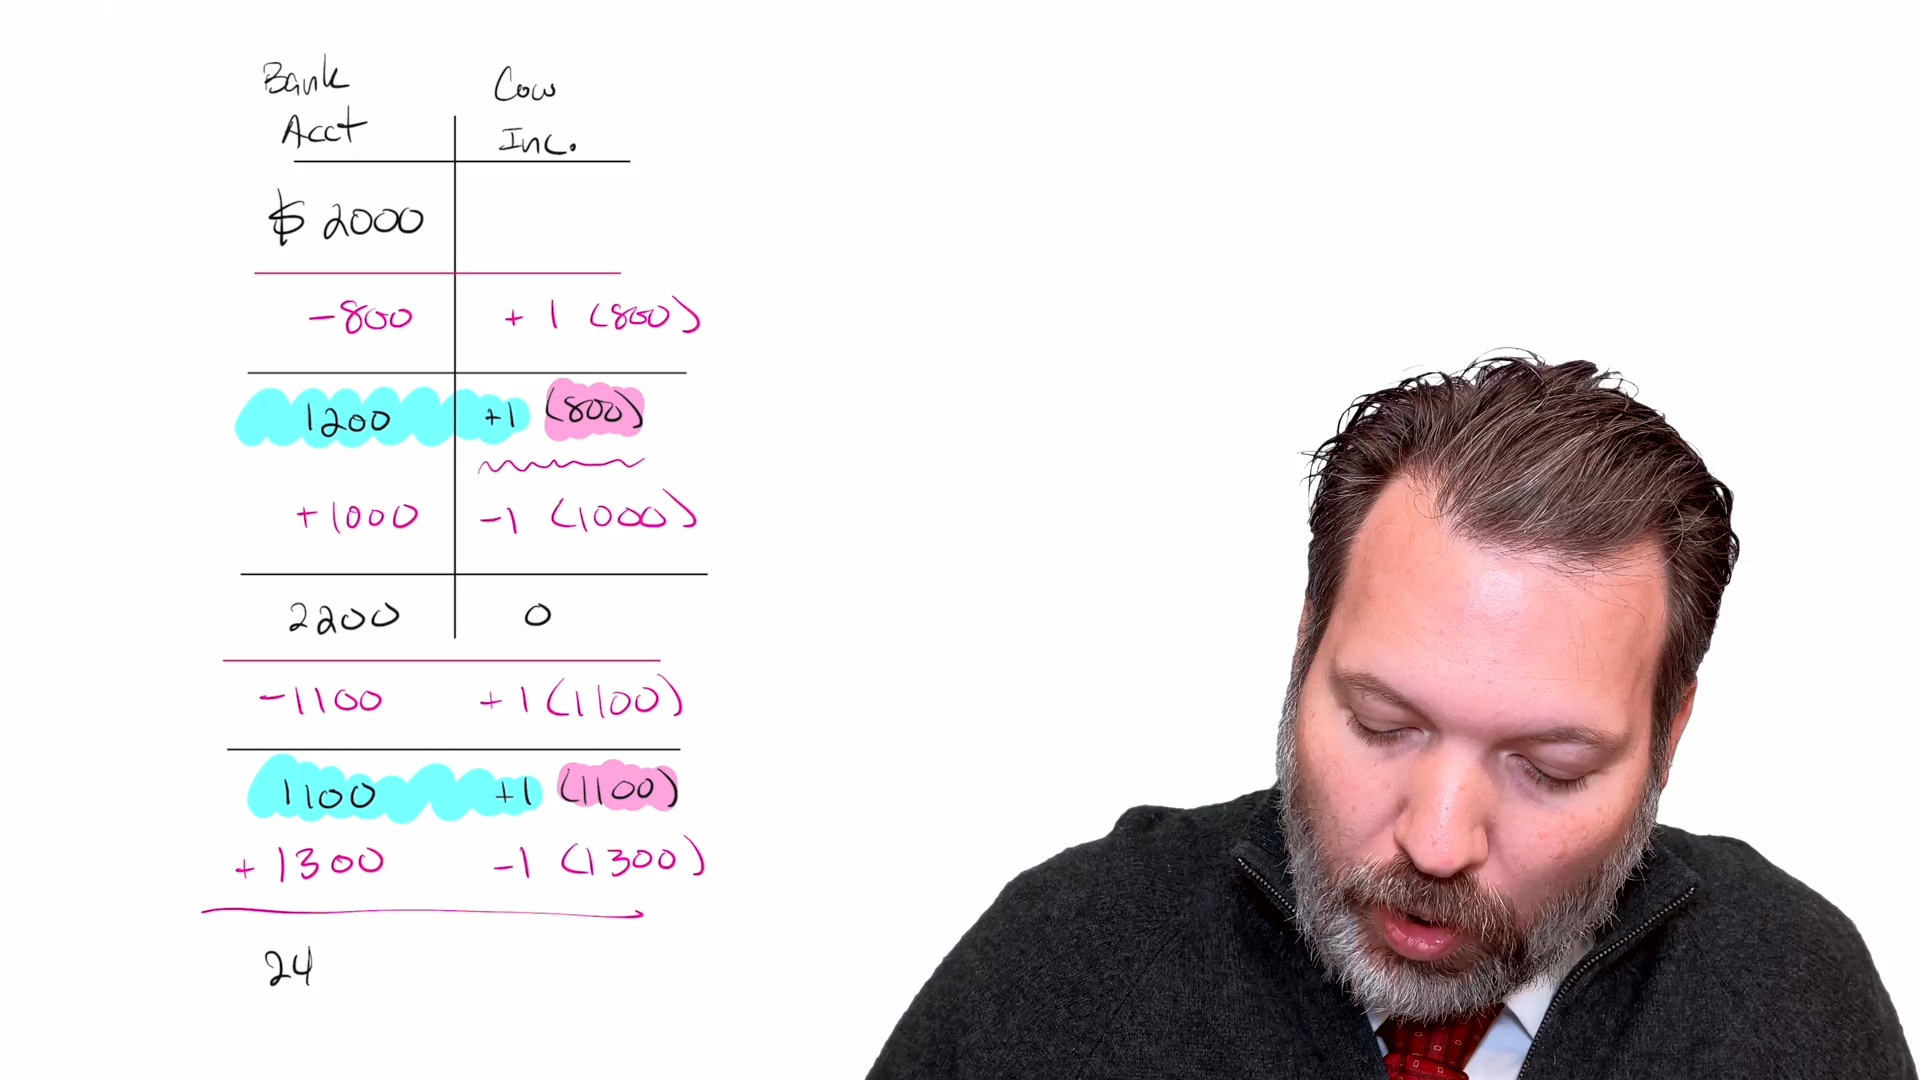 Bank Cow
Acct Inc.
$ 2000
-800 +1 (800)
1200 +1 (800)
+1000 -1 (1000)
2200 0
-1100 +1 (1100)
1100 +1 (1100)
+1300 -1 (1300)
24